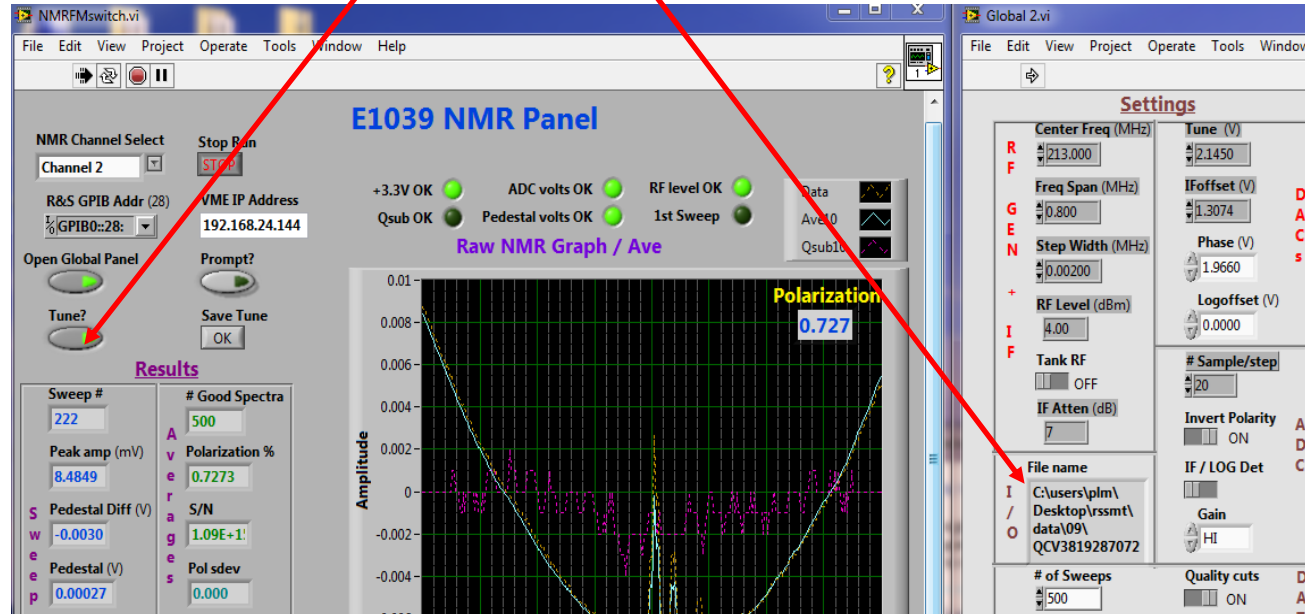 NMRFMswitch.vi
File Edit View Project Operate Tools Window Help
E1039 NMR Panel
NMR Channel Select
Channel 2
Stop Run
STOP
R&S GPIB Addr (28)
GPIB0::28:
VME IP Address
192.168.24.144
Open Global Panel
Prompt?
Tune?
Save Tune
OK
+3.3V OK
ADC volts OK
RF level OK
Qsub OK
Pedestal volts OK
1st Sweep
Data
Ave10
Qsub10
Raw NMR Graph / Ave
Polarization
0.727
Amplitude
0.01
0.008
0.006
0.004
0.002
0
-0.002
-0.004
Results
Sweep
Sweep #
222
Peak amp (mV)
8.4849
Pedestal Diff (V)
-0.0030
Pedestal (V)
0.00027
Averages
# Good Spectra
500
Polarization %
0.7273
S/N
1.09E+1
Pol sdev
0.000
Global 2.vi
File Edit View Project Operate Tools Window
Settings
RF GEN + IF
Center Freq (MHz)
213.000
Freq Span (MHz)
0.800
Step Width (MHz)
0.00200
RF Level (dBm)
4.00
Tank RF
OFF
IF Atten (dB)
7
Tune (V)
2.1450
IFoffset (V)
1.3074
Phase (V)
1.9660
Logoffset (V)
0.0000
DACs
# Sample/step
20
Invert Polarity
ON
IF / LOG Det
Gain
HI
ADC
I/O
File name
C:\users\plm\
Desktop\rssmt\
data\09\
QCV3819287072
# of Sweeps
500
Quality cuts
ON
D
A